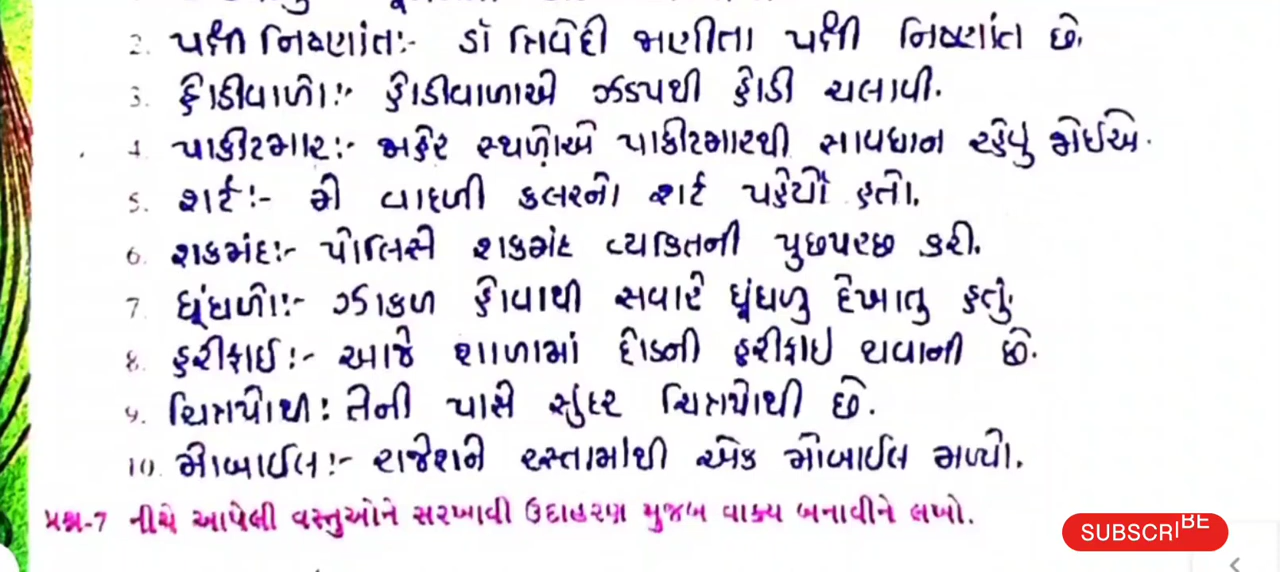 2. પક્ષી નિષ્ણાંતઃ- ડૉ ત્રિવેદી જાણીતા પક્ષી નિષ્ણાંત છે.
3. હોડીવાળોઃ- હોડીવાળાએ ઝડપથી હોડી ચલાવી.
4. પાકીટમારઃ- જાહેર સ્થળોએ પાકીટમારથી સાવધાન રહેવું જોઈએ.
5. શર્ટઃ- મેં વાદળી કલરનો શર્ટ પહેર્યો હતો.
6. શકમંદઃ- પોલિસે શકમંદ વ્યકિતની પુછપરછ કરી.
7. ધૂંધળોઃ- ઝાકળ હોવાથી સવારે ધૂંધળુ દેખાતુ હતું.
8. હરીફાઈઃ- આજે શાળામાં દોડની હરીફાઇ થવાની છે.
9. ચિત્રપોથી: તેની પાસે સુંદર ચિત્રપોથી છે.
10. મોબાઈલઃ- રાજેશને રસ્તામાંથી એક મોબાઈલ મળ્યો.
પ્રશ્ન-7 નીચે આપેલી વસ્તુઓને સરખાવી ઉદાહરણ મુજબ વાક્ય બનાવીને લખો.
SUBSCRIBE